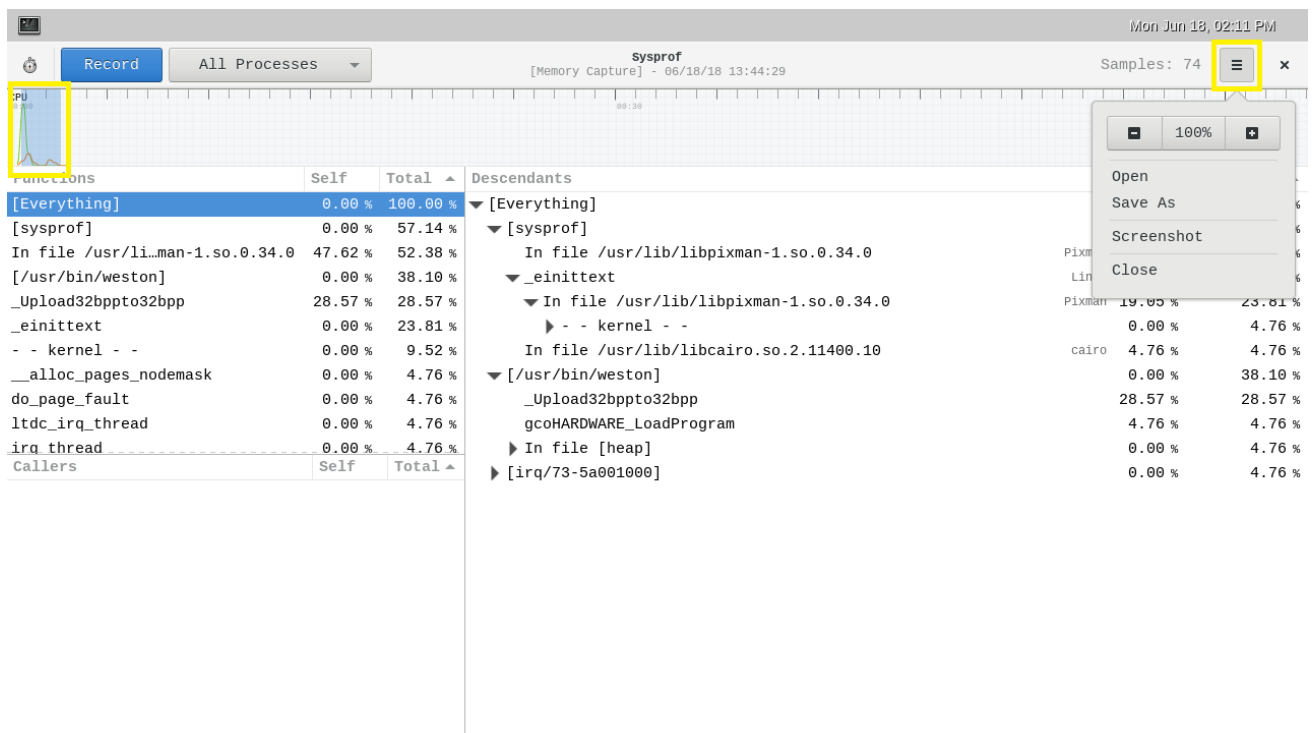 Mon Jun 18, 02:11 PM
Record All Processes Sysprof Samples: 74
[Memory Capture] - 06/18/18 13:44:29
CPU
0:00 00:30
100%
Open
Save As
Screenshot
Close
Functions Self Total
[Everything] 0.00 % 100.00 %
[sysprof] 0.00 % 57.14 %
In file /usr/li…man-1.so.0.34.0 47.62 % 52.38 %
[/usr/bin/weston] 0.00 % 38.10 %
_Upload32bppto32bpp 28.57 % 28.57 %
_einittext 0.00 % 23.81 %
- - kernel - - 0.00 % 9.52 %
__alloc_pages_nodemask 0.00 % 4.76 %
do_page_fault 0.00 % 4.76 %
ltdc_irq_thread 0.00 % 4.76 %
irq_thread 0.00 % 4.76 %
Callers Self Total
Descendants
[Everything]
[sysprof]
In file /usr/lib/libpixman-1.so.0.34.0
_einittext
In file /usr/lib/libpixman-1.so.0.34.0 Pixman 19.05 % 23.81 %
- - kernel - - 0.00 % 4.76 %
In file /usr/lib/libcairo.so.2.11400.10 cairo 4.76 % 4.76 %
[/usr/bin/weston] 0.00 % 38.10 %
_Upload32bppto32bpp 28.57 % 28.57 %
gcoHARDWARE_LoadProgram 4.76 % 4.76 %
In file [heap] 0.00 % 4.76 %
[irq/73-5a001000] 0.00 % 4.76 %